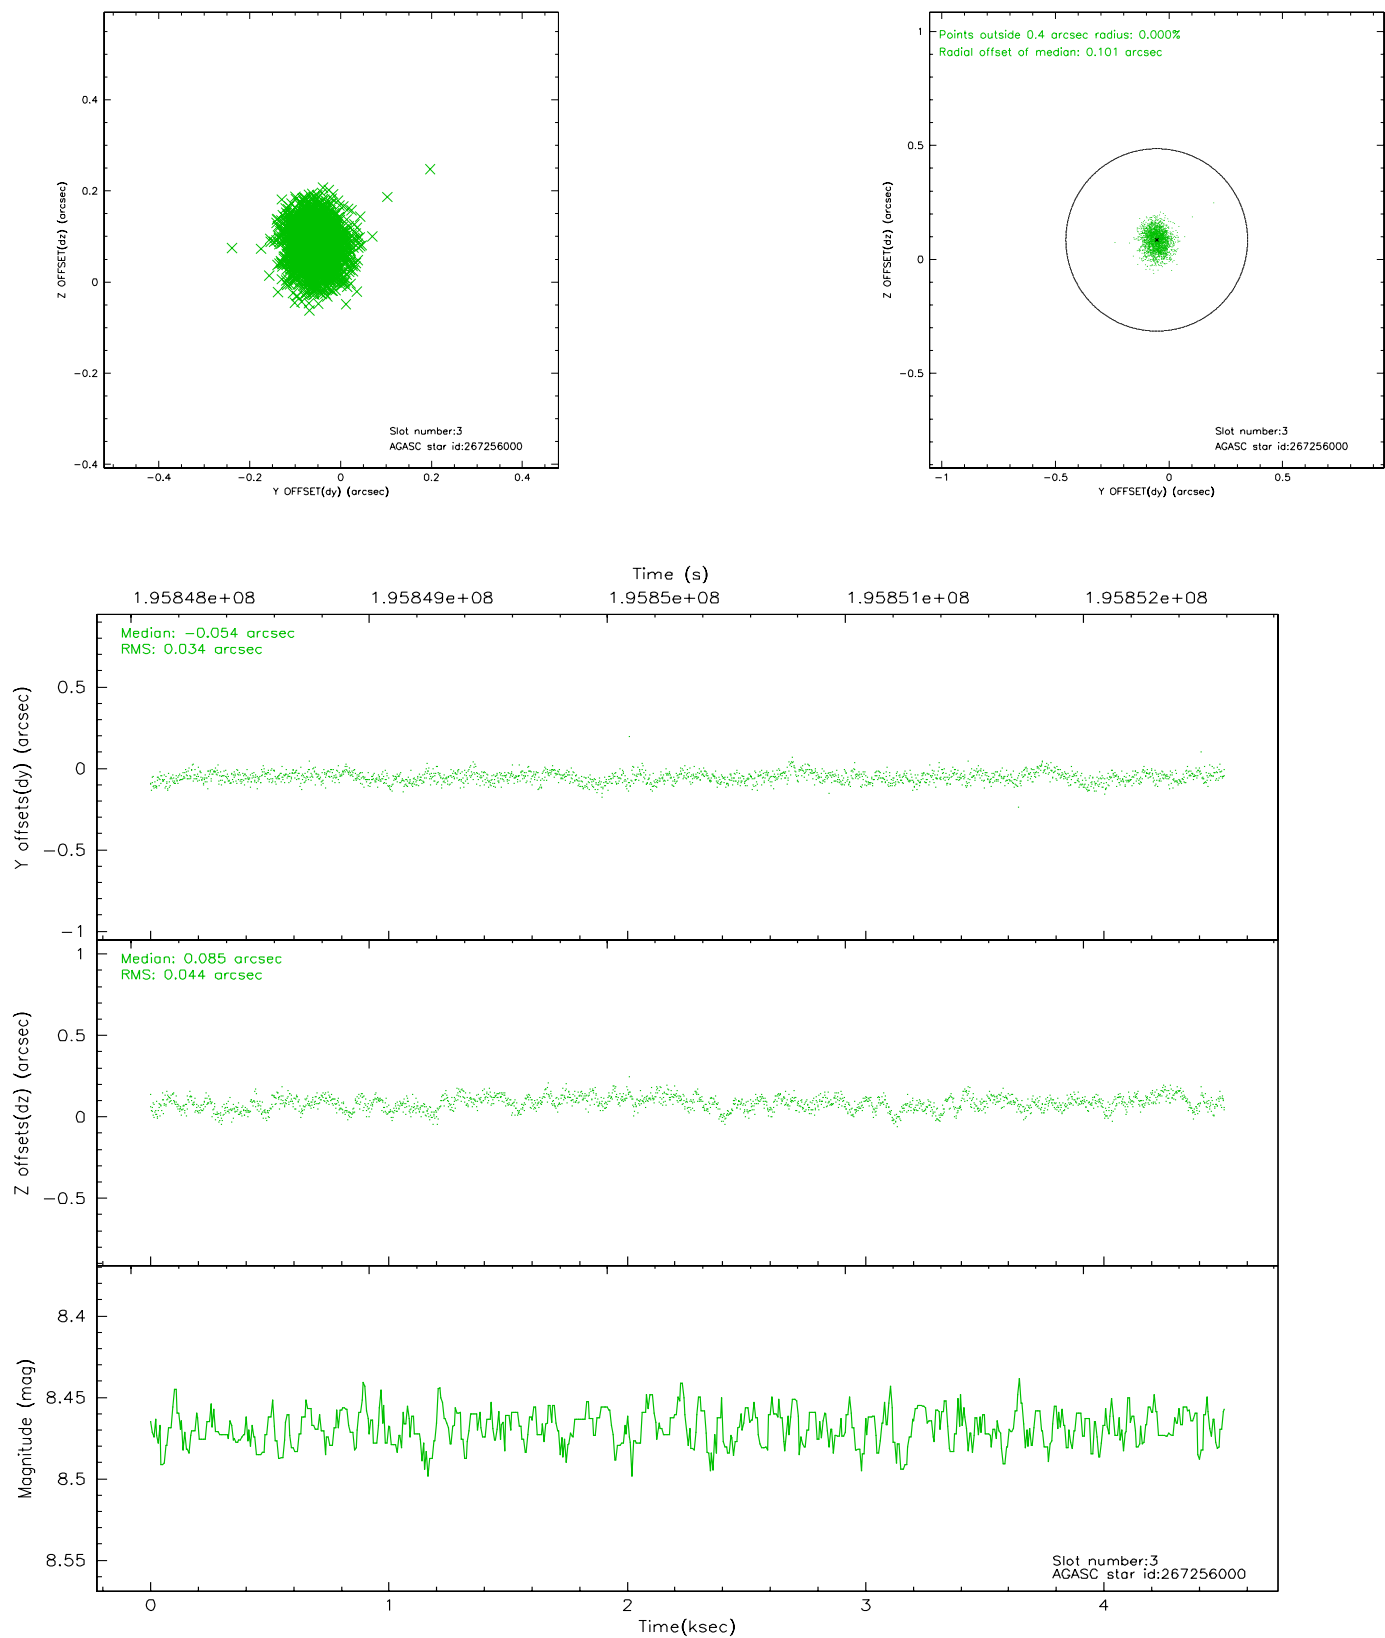 0.4
0.2
0
−0.2
−0.4
Z OFFSET(dz) (arcsec)
Slot number:3
AGASC star id:267256000
−0.4
−0.2
0
0.2
0.4
Y OFFSET(dy) (arcsec)
Points outside 0.4 arcsec radius: 0.000%
Radial offset of median: 0.101 arcsec
1
0.5
0
−0.5
Z OFFSET(dz) (arcsec)
Slot number:3
AGASC star id:267256000
−1
−0.5
0
0.5
Y OFFSET(dy) (arcsec)
Time (s)
1.95848e+08
1.95849e+08
1.9585e+08
1.95851e+08
1.95852e+08
Median: −0.054 arcsec
RMS: 0.034 arcsec
0.5
0
−0.5
−1
Y offsets(dy) (arcsec)
Median: 0.085 arcsec
RMS: 0.044 arcsec
1
0.5
0
−0.5
Z offsets(dz) (arcsec)
8.4
8.45
8.5
8.55
Magnitude (mag)
Slot number:3
AGASC star id:267256000
0
1
2
3
4
Time(ksec)